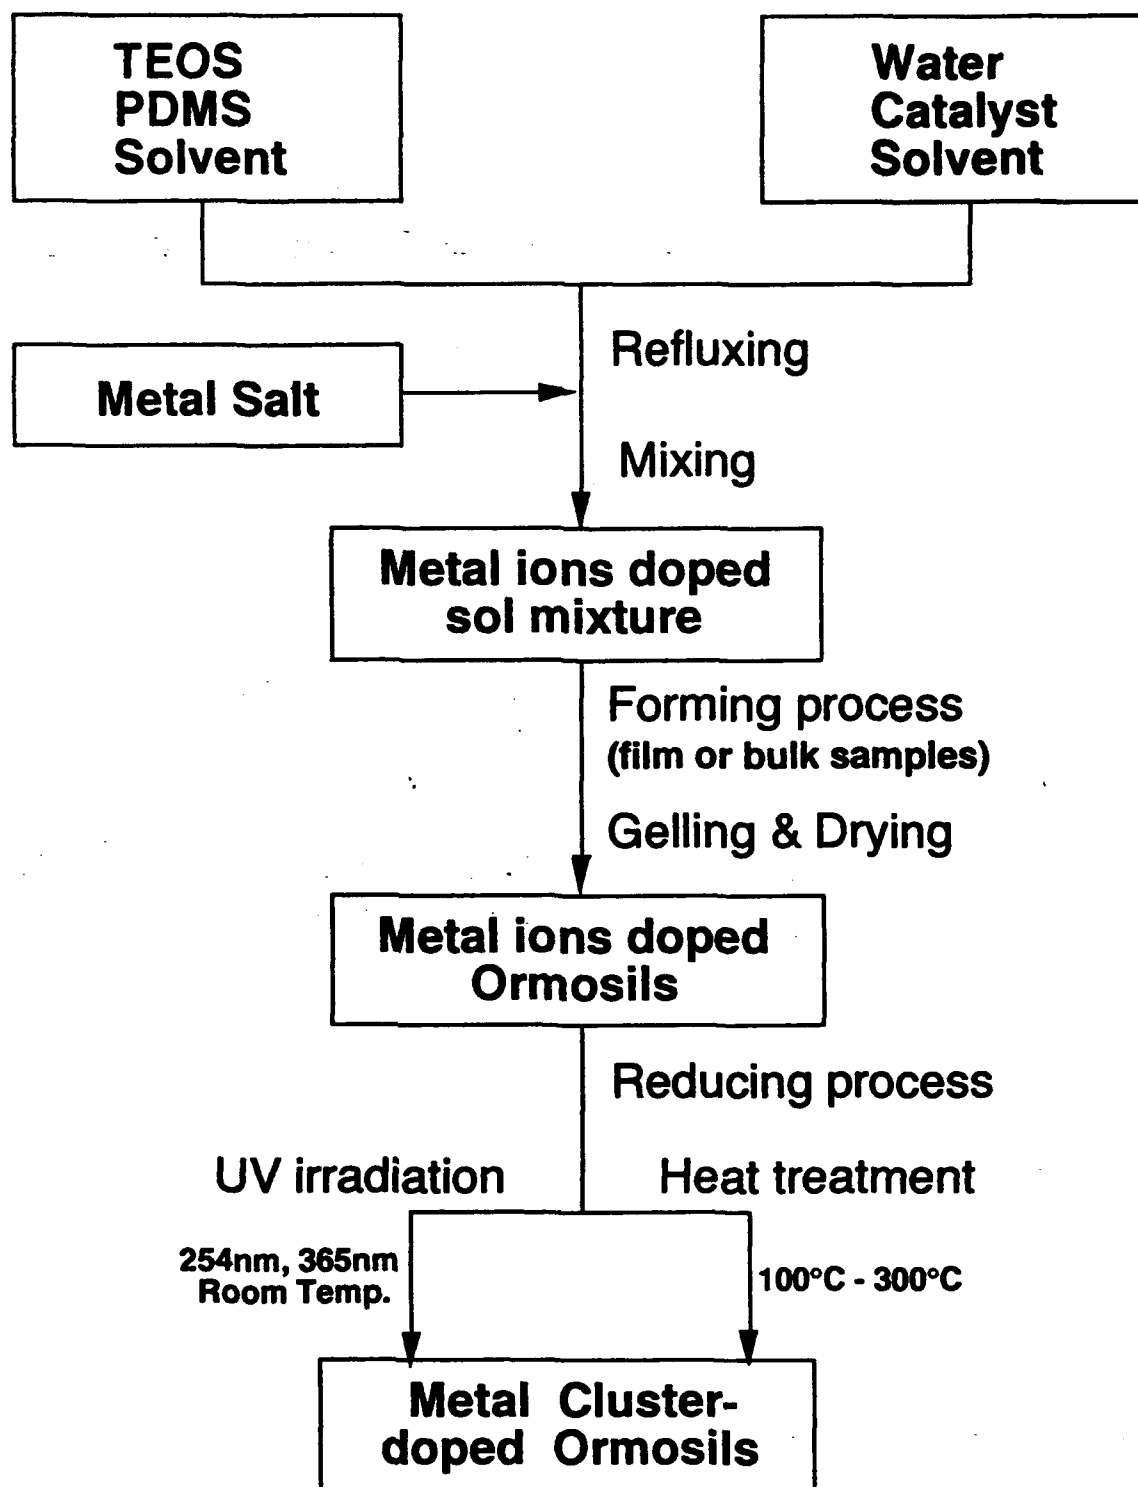 TEOS
PDMS
Solvent
Water
Catalyst
Solvent
Refluxing
Metal Salt
Mixing
Metal ions doped
sol mixture
Forming process
(film or bulk samples)
Gelling & Drying
Metal ions doped
Ormosils
Reducing process
UV irradiation
Heat treatment
254nm, 365nm
Room Temp.
100°C - 300°C
Metal Cluster-
doped Ormosils